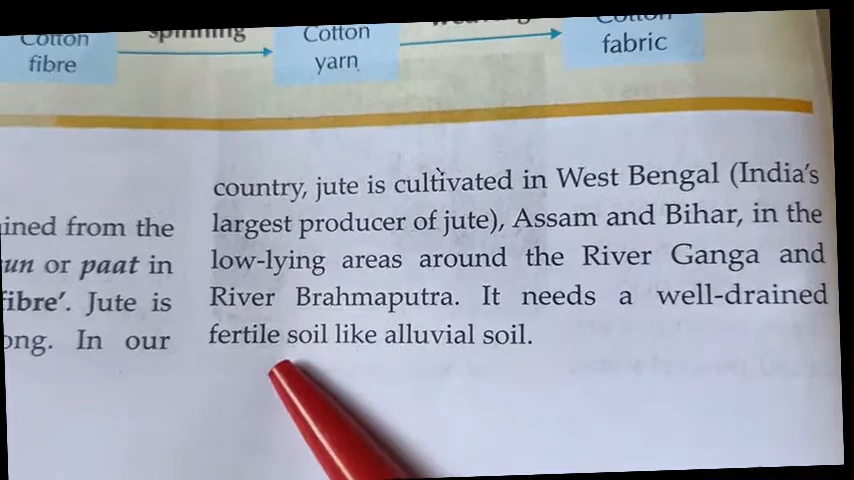 Cotton
fibre
spinning
Cotton
yarn
Cotton
fabric
ined from the
un or paat in
fibre'. Jute is
ong. In our
country, jute is cultivated in West Bengal (India's
largest producer of jute), Assam and Bihar, in the
low-lying areas around the River Ganga and
River Brahmaputra. It needs a well-drained
fertile soil like alluvial soil.